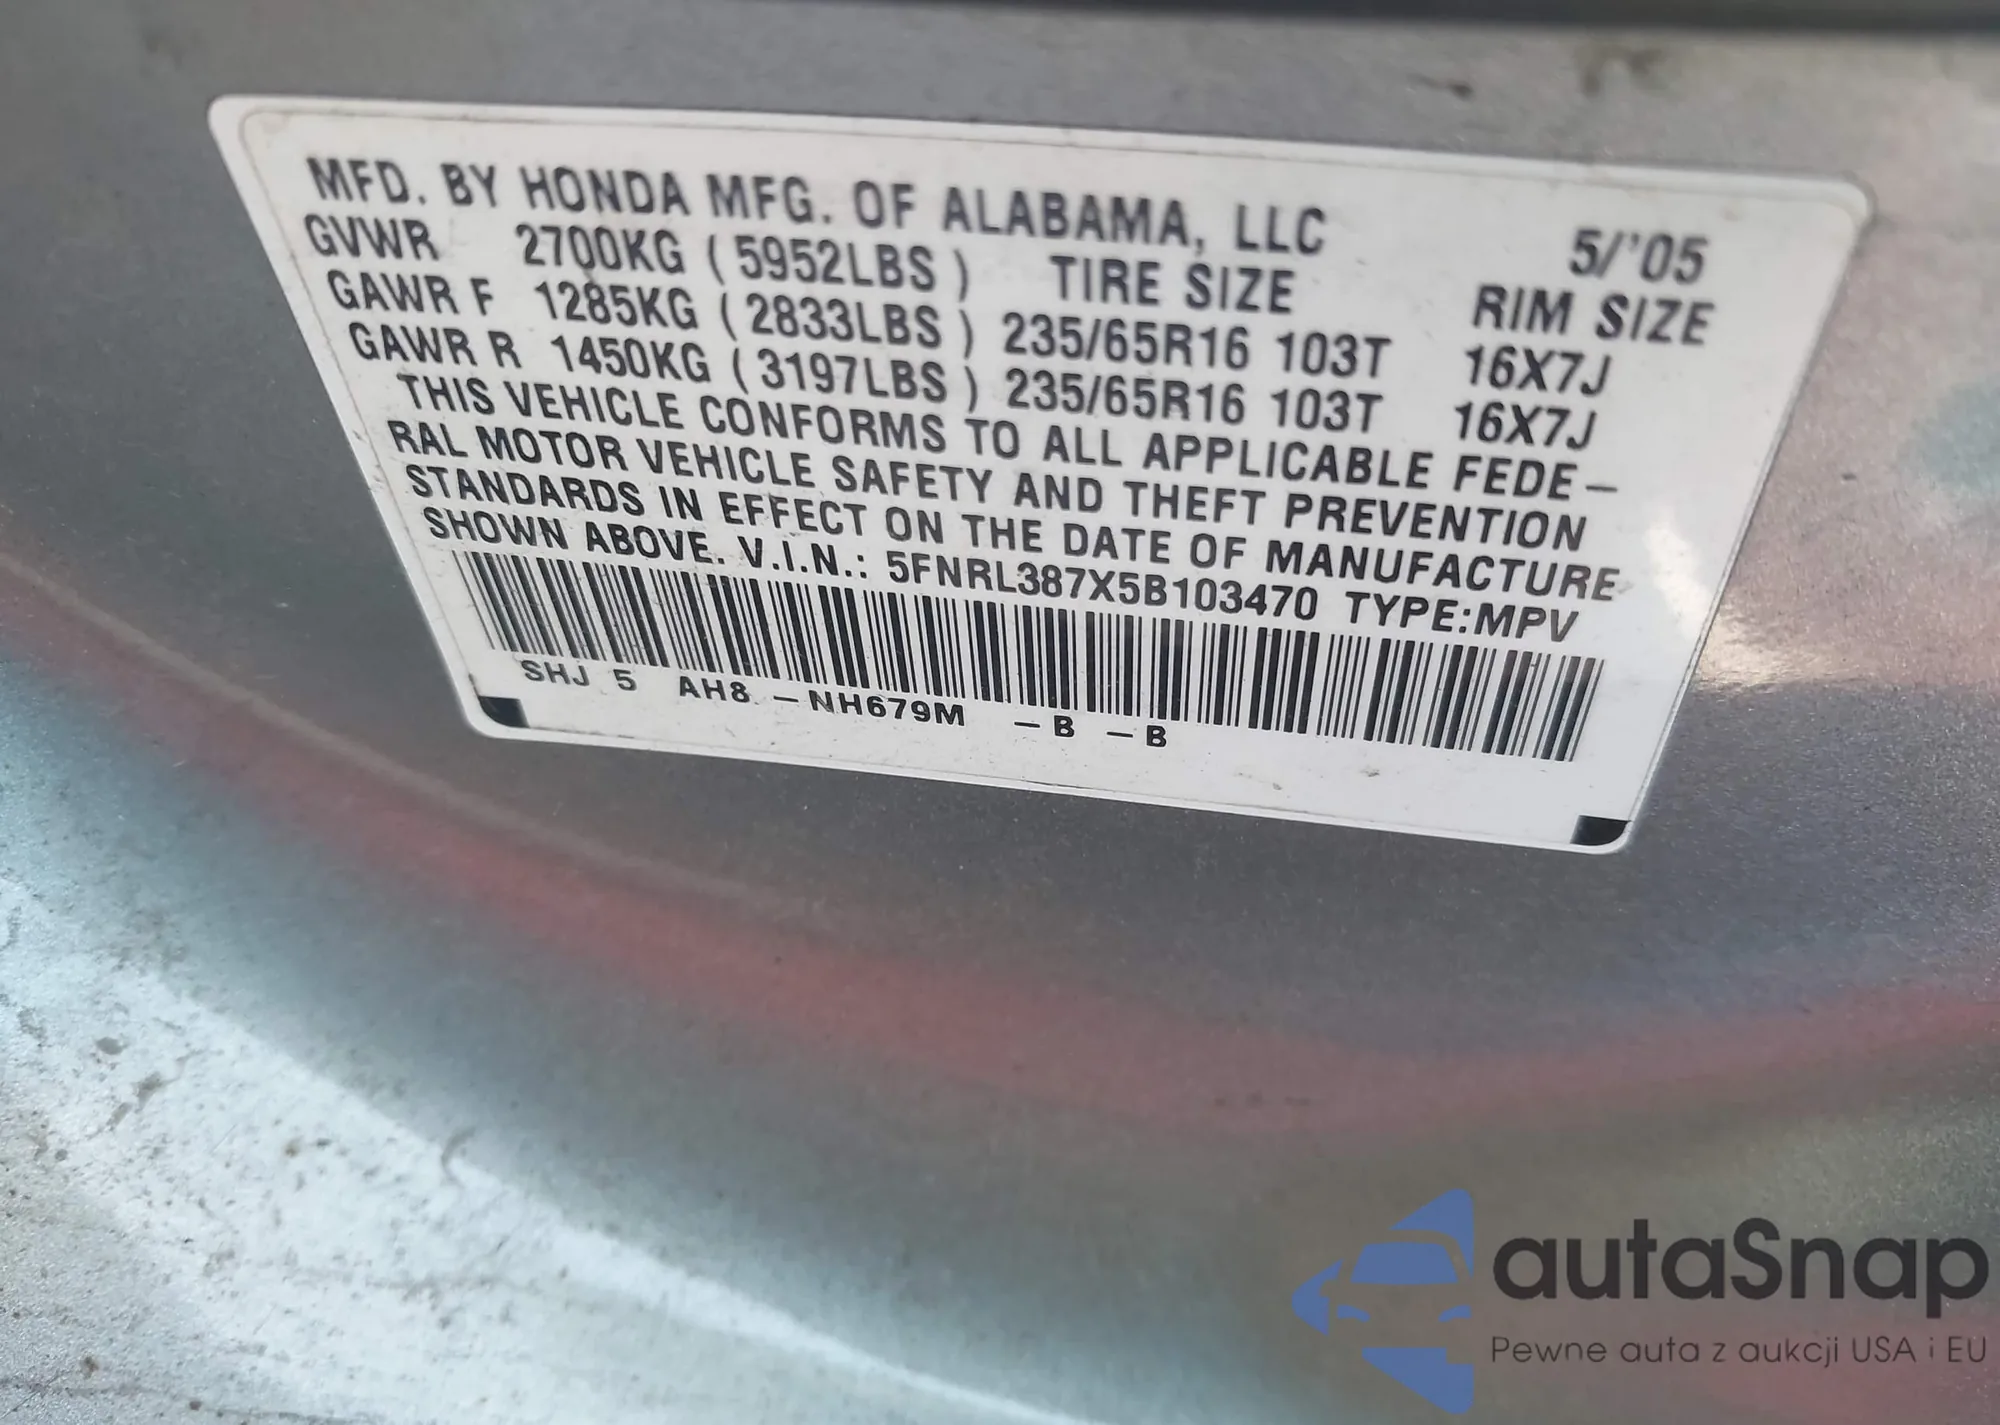 MFD. BY HONDA MFG. OF ALABAMA, LLC 5/'05
GVWR 2700KG ( 5952LBS ) TIRE SIZE RIM SIZE
GAWR F 1285KG ( 2833LBS ) 235/65R16 103T 16X7J
GAWR R 1450KG ( 3197LBS ) 235/65R16 103T 16X7J
THIS VEHICLE CONFORMS TO ALL APPLICABLE FEDE-
RAL MOTOR VEHICLE SAFETY AND THEFT PREVENTION
STANDARDS IN EFFECT ON THE DATE OF MANUFACTURE
SHOWN ABOVE. V.I.N.: 5FNRL387X5B103470 TYPE:MPV
SHJ 5 AH8 -NH679M -B -B
autaSnap
Pewne auta z aukcji USA i EU